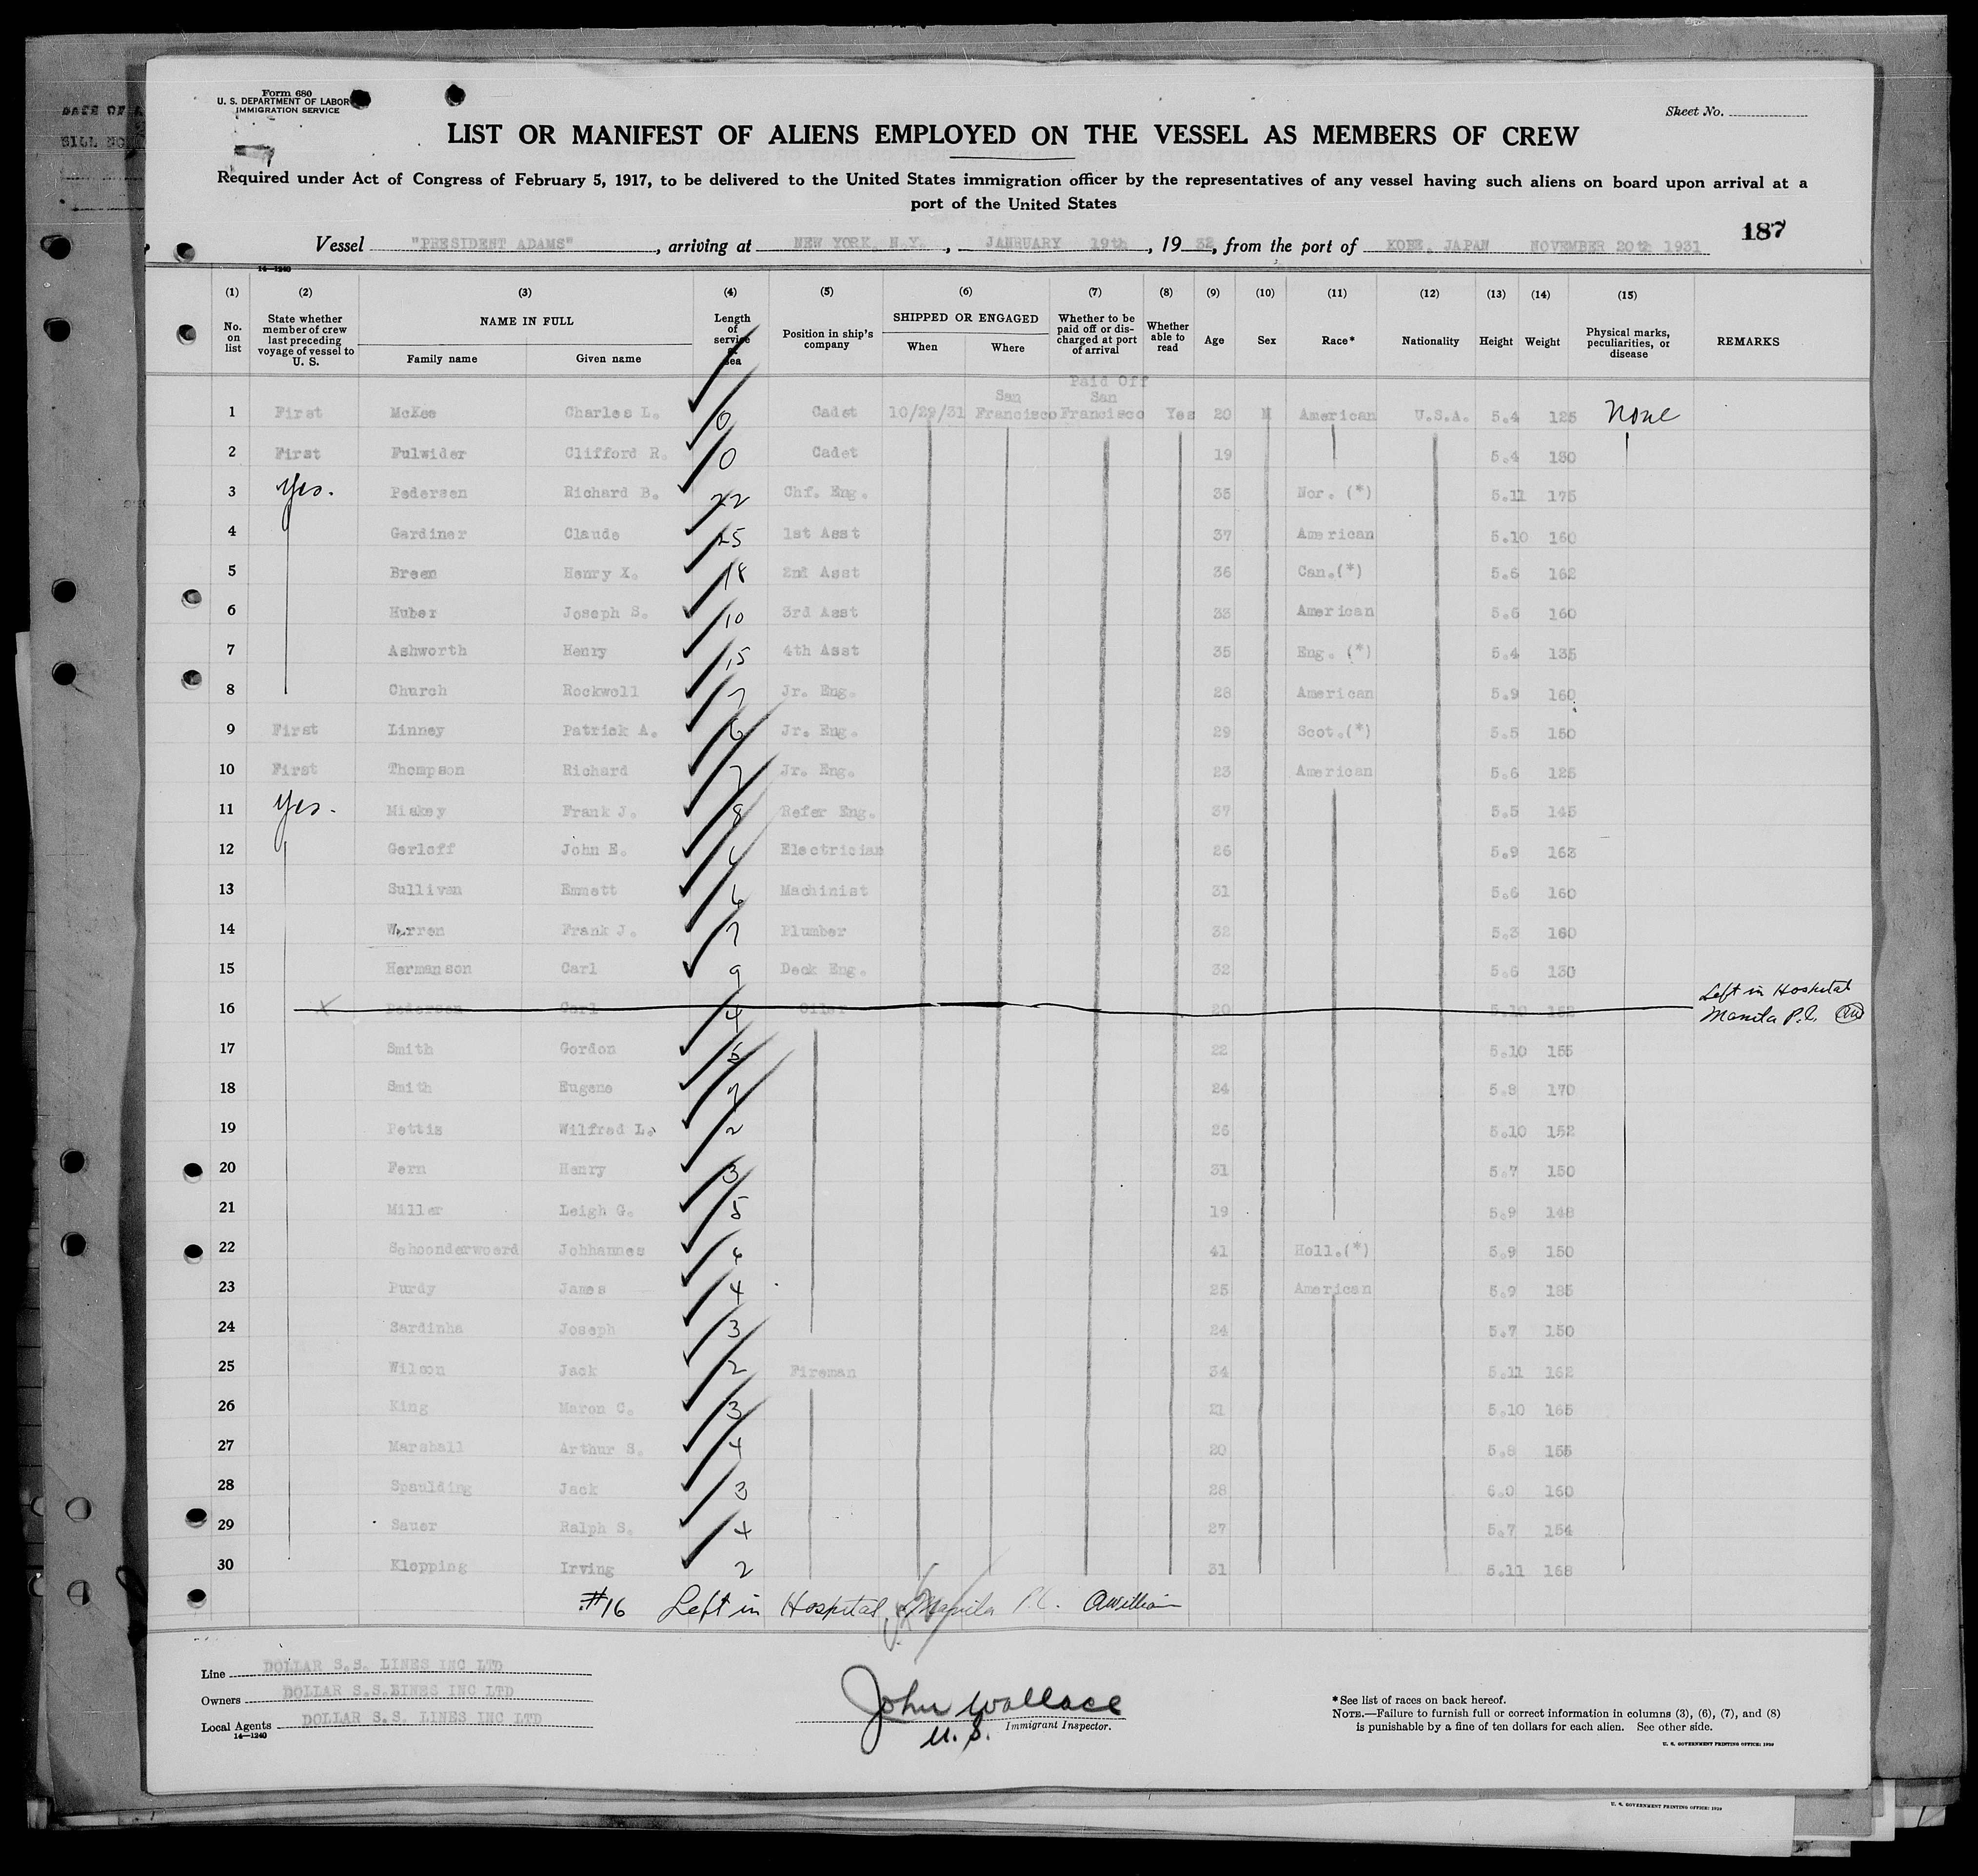 Form 680
U. S. DEPARTMENT OF LABOR
IMMIGRATION SERVICE
Sheet No.
LIST OR MANIFEST OF ALIENS EMPLOYED ON THE VESSEL AS MEMBERS OF CREW
Required under Act of Congress of February 5, 1917, to be delivered to the United States immigration officer by the representatives of any vessel having such aliens on board upon arrival at a
port of the United States
187
Vessel "PRESIDENT ADAMS", arriving at NEW YORK, N.Y., JANRUARY 19th, 1932, from the port of KOBE, JAPAN NOVEMBER 20th 1931
14—1240
(1) (2) (3) (4) (5) (6) (7) (8) (9) (10) (11) (12) (13) (14) (15)
No. on list
State whether member of crew last preceding voyage of vessel to U. S.
NAME IN FULL
Family name Given name
Length of service at sea
Position in ship's company
SHIPPED OR ENGAGED
When Where
Whether to be paid off or discharged at port of arrival
Whether able to read
Age
Sex
Race*
Nationality
Height
Weight
Physical marks, peculiarities, or disease
REMARKS
Paid Off
1 First McKee Charles L. 0 Cadet 10/29/31 San Francisco San Francisco Yes 20 M American U.S.A. 5.4 125 None
2 First Fulwider Clifford R. 0 Cadet 19 5.4 130
3 Yes. Pedersen Richard B. 22 Chf. Eng. 35 Nor. (*) 5.11 175
4 Gardiner Claude 15 1st Asst 37 American 5.10 160
5 Breen Henry X. 18 2nd Asst 36 Can.(*) 5.6 162
6 Huber Joseph S. 10 3rd Asst 33 American 5.6 160
7 Ashworth Henry 15 4th Asst 35 Eng. (*) 5.4 135
8 Church Rockwell 7 Jr. Eng. 28 American 5.9 160
9 First Linney Patrick A. 6 Jr. Eng. 29 Scot.(*) 5.5 150
10 First Thompson Richard 7 Jr. Eng. 23 American 5.6 125
11 Yes. Miakey Frank J. 8 Refer Eng. 37 5.5 145
12 Gerloff John E. 6 Electrician 26 5.9 163
13 Sullivan Emmett 6 Machinist 31 5.6 160
14 Warren Frank J. 7 Plumber 32 5.3 160
15 Hermanson Carl 9 Deck Eng. 32 5.6 130
16 X Pedersen Carl 4 Oiler 20 5.10 Left in Hospital Manila P.I.
17 Smith Gordon 5 22 5.10 155
18 Smith Eugene 7 24 5.8 170
19 Pettis Wilfred L. 2 26 5.10 152
20 Fern Henry 3 31 5.7 150
21 Miller Leigh G. 5 19 5.9 148
22 Schoonderwoerd Johhannes 6 41 Holl.(*) 5.9 150
23 Purdy James 4 25 American 5.9 185
24 Sardinha Joseph 3 24 5.7 150
25 Wilson Jack 2 Fireman 34 5.11 162
26 King Maron C. 3 21 5.10 165
27 Marshall Arthur S. 4 20 5.8 155
28 Spaulding Jack 3 28 6.0 160
29 Sauer Ralph S. 4 27 5.7 154
30 Klopping Irving 2 31 5.11 168
#16 Left in Hospital Manila P.I.
Line DOLLAR S.S. LINES INC LTD
Owners DOLLAR S.S.LINES INC LTD
Local Agents DOLLAR S.S. LINES INC LTD
14—1240
John Wallace
U.S. Immigrant Inspector.
*See list of races on back hereof.
NOTE.—Failure to furnish full or correct information in columns (3), (6), (7), and (8)
is punishable by a fine of ten dollars for each alien. See other side.
U. S. GOVERNMENT PRINTING OFFICE: 1929
U. S. GOVERNMENT PRINTING OFFICE: 1929